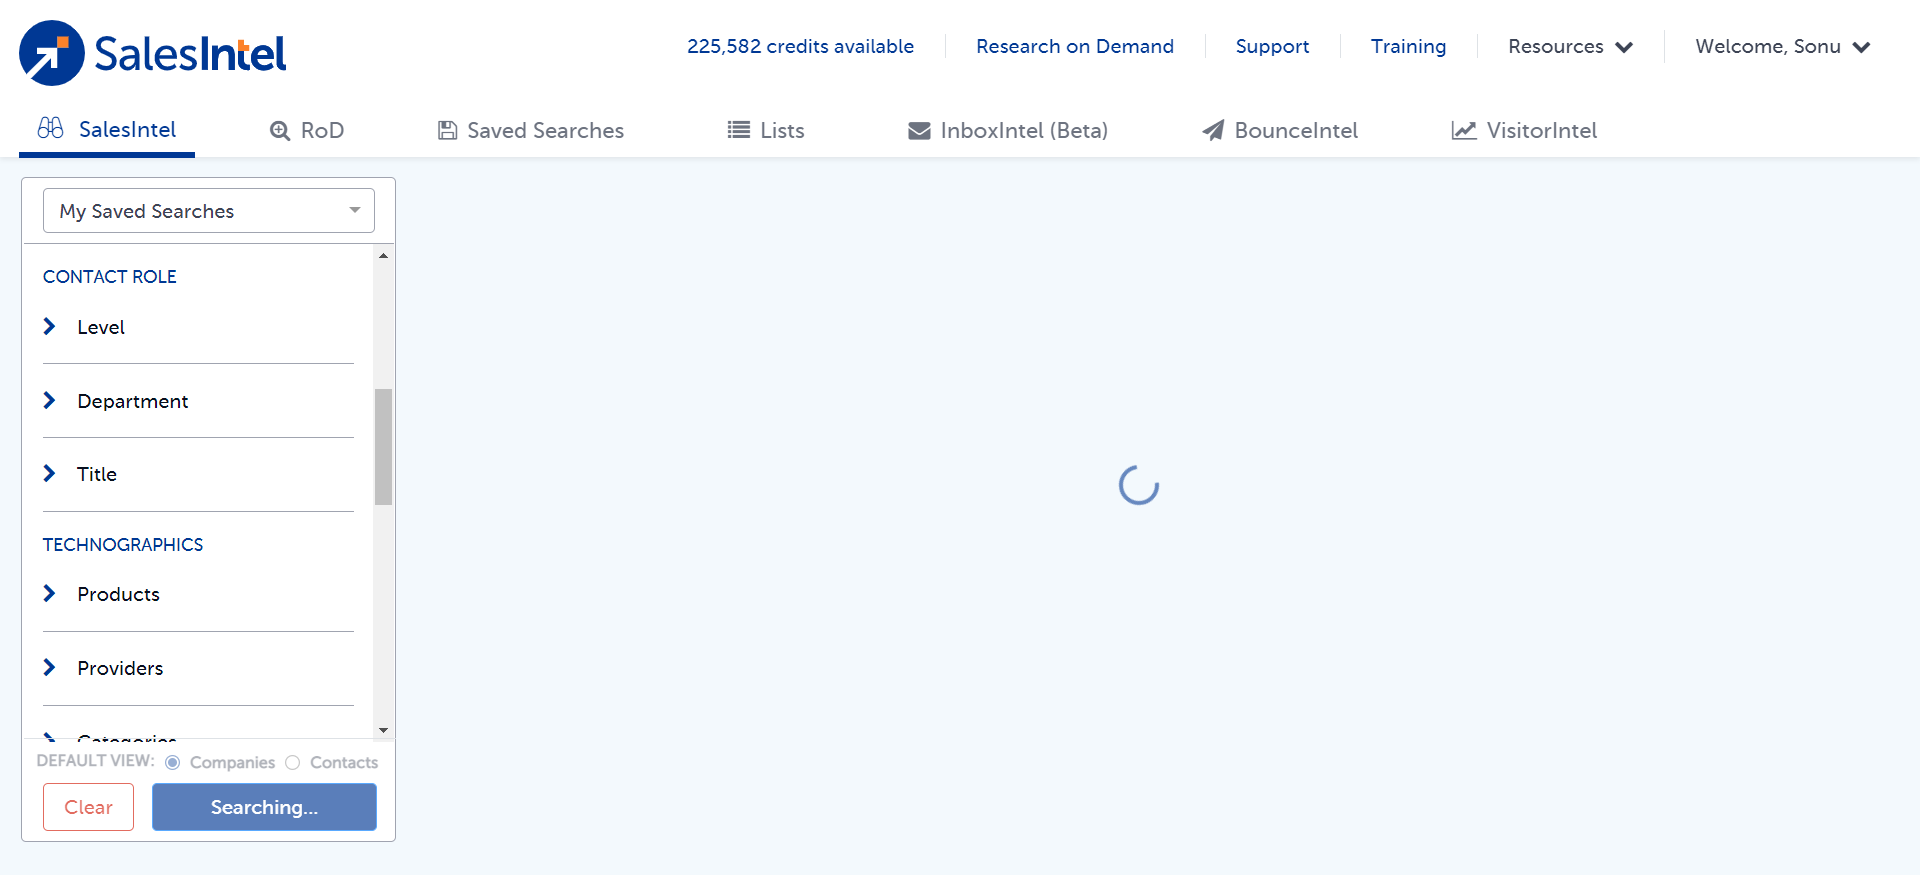 SalesIntel
225,582 credits available
Research on Demand
Support
Training
Resources
Welcome, Sonu
SalesIntel
RoD
Saved Searches
Lists
InboxIntel (Beta)
BounceIntel
VisitorIntel
My Saved Searches
CONTACT ROLE
Level
Department
Title
TECHNOGRAPHICS
Products
Providers
Categories
DEFAULT VIEW: Companies Contacts
Clear
Searching...